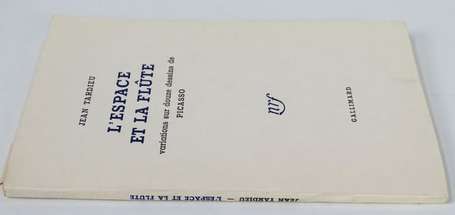 JEAN TARDIEU
L'ESPACE
ET LA FLÛTE
variations sur douze dessins de
PICASSO
nrf
GALLIMARD
JEAN TARDIEU — L'ESPACE ET LA FLUTE